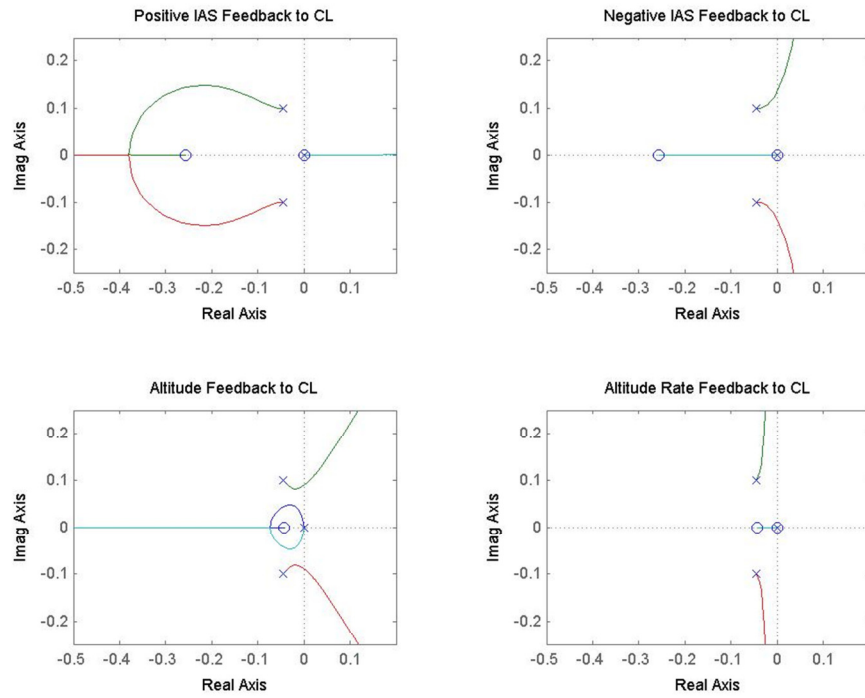 Positive IAS Feedback to CL
Imag Axis
0.2
0.1
0
-0.1
-0.2
-0.5 -0.4 -0.3 -0.2 -0.1 0 0.1
Real Axis
Negative IAS Feedback to CL
Imag Axis
0.2
0.1
0
-0.1
-0.2
-0.5 -0.4 -0.3 -0.2 -0.1 0 0.1
Real Axis
Altitude Feedback to CL
Imag Axis
0.2
0.1
0
-0.1
-0.2
-0.5 -0.4 -0.3 -0.2 -0.1 0 0.1
Real Axis
Altitude Rate Feedback to CL
Imag Axis
0.2
0.1
0
-0.1
-0.2
-0.5 -0.4 -0.3 -0.2 -0.1 0 0.1
Real Axis